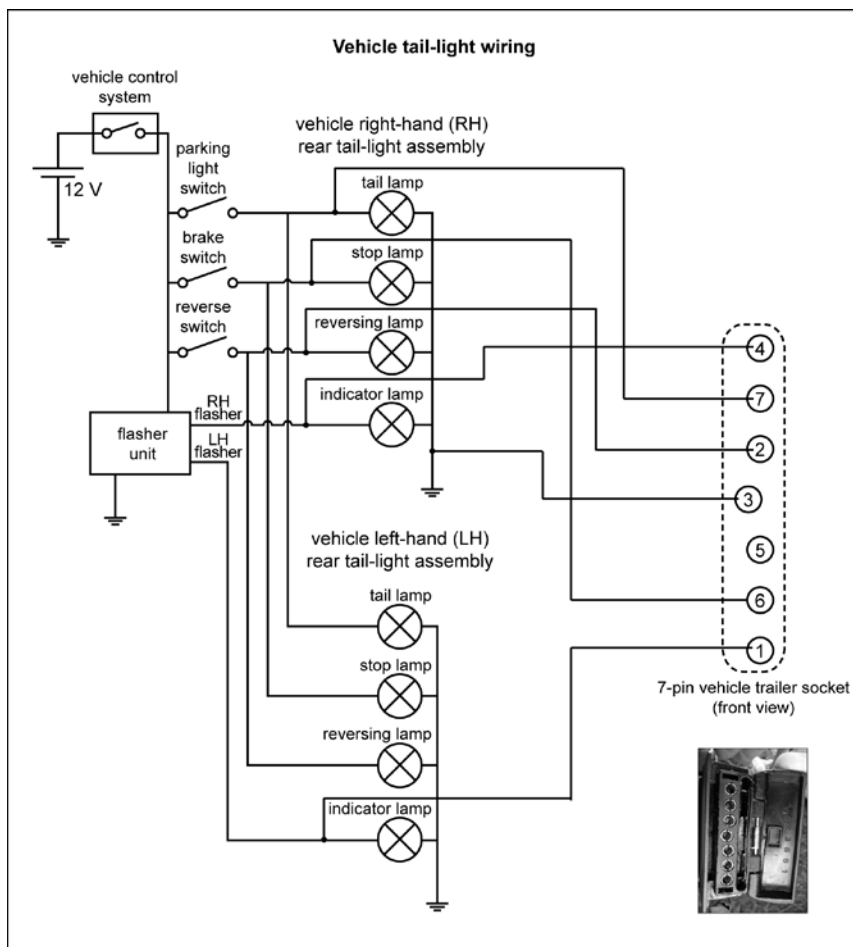 Vehicle tail-light wiring
vehicle control
system
12 V
parking
light
switch
brake
switch
reverse
switch
RH
flasher
LH
flasher
flasher
unit
vehicle right-hand (RH)
rear tail-light assembly
tail lamp
stop lamp
reversing lamp
indicator lamp
vehicle left-hand (LH)
rear tail-light assembly
tail lamp
stop lamp
reversing lamp
indicator lamp
4
7
2
3
5
6
1
7-pin vehicle trailer socket
(front view)